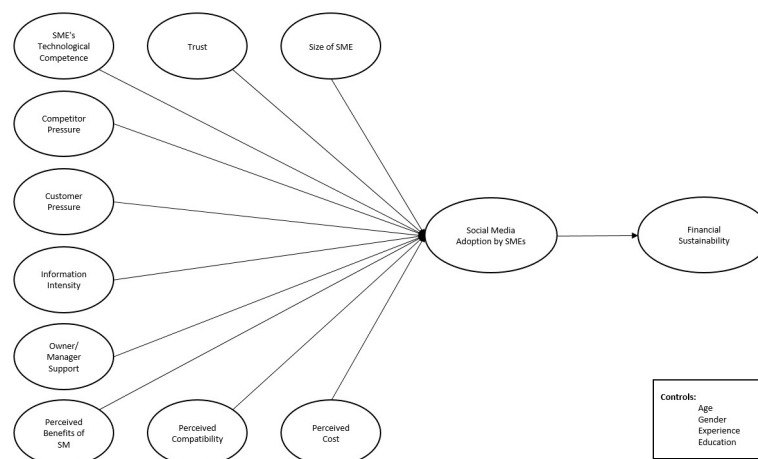 SME's
Technological
Competence
Trust
Size of SME
Competitor
Pressure
Customer
Pressure
Social Media
Adoption by SMEs
Financial
Sustainability
Information
Intensity
Owner/
Manager
Support
Perceived
Benefits of
SM
Perceived
Compatibility
Perceived
Cost
Controls:
Age
Gender
Experience
Education